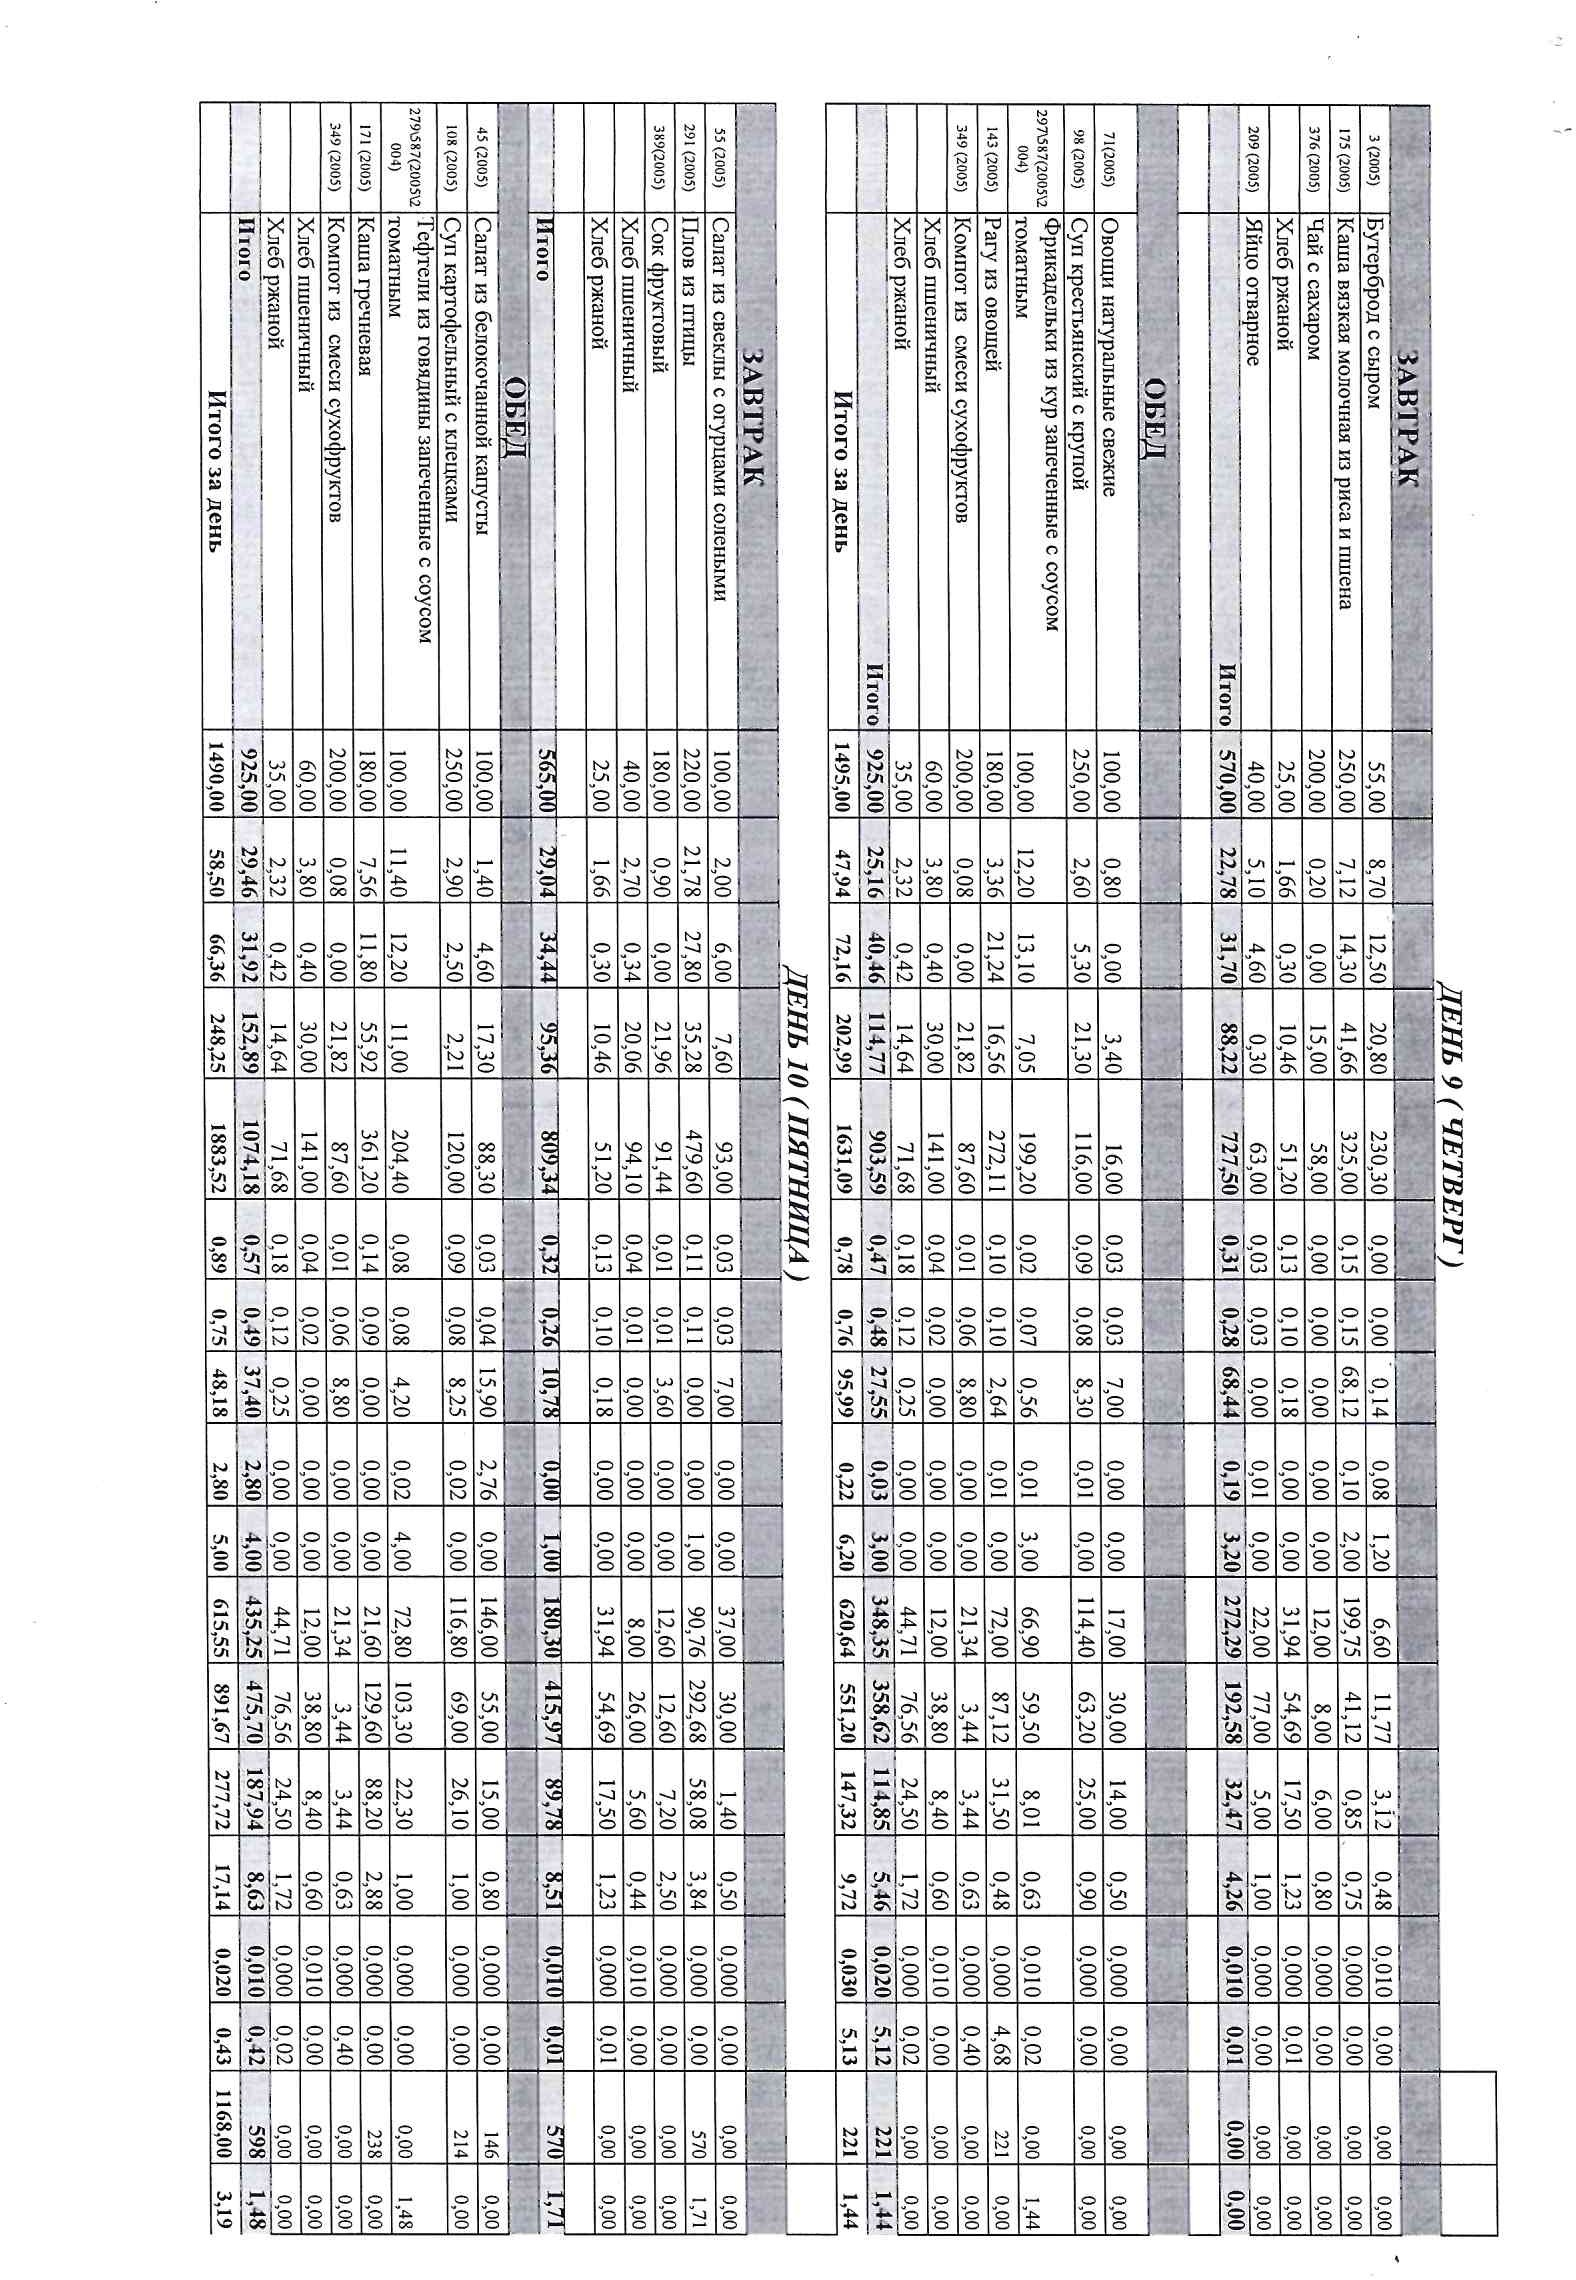 ДЕНЬ 9 ( ЧЕТВЕРГ )
ЗАВТРАК
3 (2005) Бутерброд с сыром 55,00 8,70 12,50 20,80 230,30 0,00 0,00 0,14 0,08 1,20 6,60 11,77 3,12 0,48 0,010 0,00 0,00 0,00
175 (2005) Каша вязкая молочная из риса и пшена 250,00 7,12 14,30 41,66 325,00 0,15 0,15 68,12 0,10 2,00 199,75 41,12 0,85 0,75 0,000 0,00 0,00 0,00
376 (2005) Чай с сахаром 200,00 0,20 0,00 15,00 58,00 0,00 0,00 0,00 0,00 0,00 12,00 8,00 6,00 0,80 0,000 0,00 0,00 0,00
Хлеб ржаной 25,00 1,66 0,30 10,46 51,20 0,13 0,10 0,18 0,00 0,00 31,94 54,69 17,50 1,23 0,000 0,01 0,00 0,00
209 (2005) Яйцо отварное 40,00 5,10 4,60 0,30 63,00 0,03 0,03 0,00 0,01 0,00 22,00 77,00 5,00 1,00 0,000 0,00 0,00 0,00
Итого 570,00 22,78 31,70 88,22 727,50 0,31 0,28 68,44 0,19 3,20 272,29 192,58 32,47 4,26 0,010 0,01 0,00 0,00
ОБЕД
71(2005) Овощи натуральные свежие 100,00 0,80 0,00 3,40 16,00 0,03 0,03 7,00 0,00 0,00 17,00 30,00 14,00 0,50 0,000 0,00 0,00 0,00
98 (2005) Суп крестьянский с крупой 250,00 2,60 5,30 21,30 116,00 0,09 0,08 8,30 0,01 0,00 114,40 63,20 25,00 0,90 0,000 0,00 0,00 0,00
297\587(2005\2 Фрикадельки из кур запеченные с соусом
004) томатным 100,00 12,20 13,10 7,05 199,20 0,02 0,07 0,56 0,01 3,00 66,90 59,50 8,01 0,63 0,010 0,02 0,00 1,44
143 (2005) Рагу из овощей 180,00 3,36 21,24 16,56 272,11 0,10 0,10 2,64 0,01 0,00 72,00 87,12 31,50 0,48 0,000 4,68 221 0,00
349 (2005) Компот из смеси сухофруктов 200,00 0,08 0,00 21,82 87,60 0,01 0,06 8,80 0,00 0,00 21,34 3,44 3,44 0,63 0,000 0,40 0,00 0,00
Хлеб пшеничный 60,00 3,80 0,40 30,00 141,00 0,04 0,02 0,00 0,00 0,00 12,00 38,80 8,40 0,60 0,010 0,00 0,00 0,00
Хлеб ржаной 35,00 2,32 0,42 14,64 71,68 0,18 0,12 0,25 0,00 0,00 44,71 76,56 24,50 1,72 0,000 0,02 0,00 0,00
Итого 925,00 25,16 40,46 114,77 903,59 0,47 0,48 27,55 0,03 3,00 348,35 358,62 114,85 5,46 0,020 5,12 221 1,44
Итого за день 1495,00 47,94 72,16 202,99 1631,09 0,78 0,76 95,99 0,22 6,20 620,64 551,20 147,32 9,72 0,030 5,13 221 1,44
ДЕНЬ 10 ( ПЯТНИЦА )
ЗАВТРАК
55 (2005) Салат из свеклы с огурцами солеными 100,00 2,00 6,00 7,60 93,00 0,03 0,03 7,00 0,00 0,00 37,00 30,00 1,40 0,50 0,000 0,00 0,00 0,00
291 (2005) Плов из птицы 220,00 21,78 27,80 35,28 479,60 0,11 0,11 0,00 0,00 1,00 90,76 292,68 58,08 3,84 0,000 0,00 570 1,71
389(2005) Сок фруктовый 180,00 0,90 0,00 21,96 91,44 0,01 0,01 3,60 0,00 0,00 12,60 12,60 7,20 2,50 0,000 0,00 0,00 0,00
Хлеб пшеничный 40,00 2,70 0,34 20,06 94,10 0,04 0,01 0,00 0,00 0,00 8,00 26,00 5,60 0,44 0,010 0,00 0,00 0,00
Хлеб ржаной 25,00 1,66 0,30 10,46 51,20 0,13 0,10 0,18 0,00 0,00 31,94 54,69 17,50 1,23 0,000 0,01 0,00 0,00
Итого 565,00 29,04 34,44 95,36 809,34 0,32 0,26 10,78 0,00 1,00 180,30 415,97 89,78 8,51 0,010 0,01 570 1,71
ОБЕД
45 (2005) Салат из белокочанной капусты 100,00 1,40 4,60 17,30 88,30 0,03 0,04 15,90 2,76 0,00 146,00 55,00 15,00 0,80 0,000 0,00 146 0,00
108 (2005) Суп картофельный с клецками 250,00 2,90 2,50 2,21 120,00 0,09 0,08 8,25 0,02 0,00 116,80 69,00 26,10 1,00 0,000 0,00 214 0,00
279\587(2005\2 Тефтели из говядины запеченные с соусом
004) томатным 100,00 11,40 12,20 11,00 204,40 0,08 0,08 4,20 0,02 4,00 72,80 103,30 22,30 1,00 0,000 0,00 0,00 1,48
171 (2005) Каша гречневая 180,00 7,56 11,80 55,92 361,20 0,14 0,09 0,00 0,00 0,00 21,60 129,60 88,20 2,88 0,000 0,00 238 0,00
349 (2005) Компот из смеси сухофруктов 200,00 0,08 0,00 21,82 87,60 0,01 0,06 8,80 0,00 0,00 21,34 3,44 3,44 0,63 0,000 0,40 0,00 0,00
Хлеб пшеничный 60,00 3,80 0,40 30,00 141,00 0,04 0,02 0,00 0,00 0,00 12,00 38,80 8,40 0,60 0,010 0,00 0,00 0,00
Хлеб ржаной 35,00 2,32 0,42 14,64 71,68 0,18 0,12 0,25 0,00 0,00 44,71 76,56 24,50 1,72 0,000 0,02 0,00 0,00
Итого 925,00 29,46 31,92 152,89 1074,18 0,57 0,49 37,40 2,80 4,00 435,25 475,70 187,94 8,63 0,010 0,42 598 1,48
Итого за день 1490,00 58,50 66,36 248,25 1883,52 0,89 0,75 48,18 2,80 5,00 615,55 891,67 277,72 17,14 0,020 0,43 1168,00 3,19